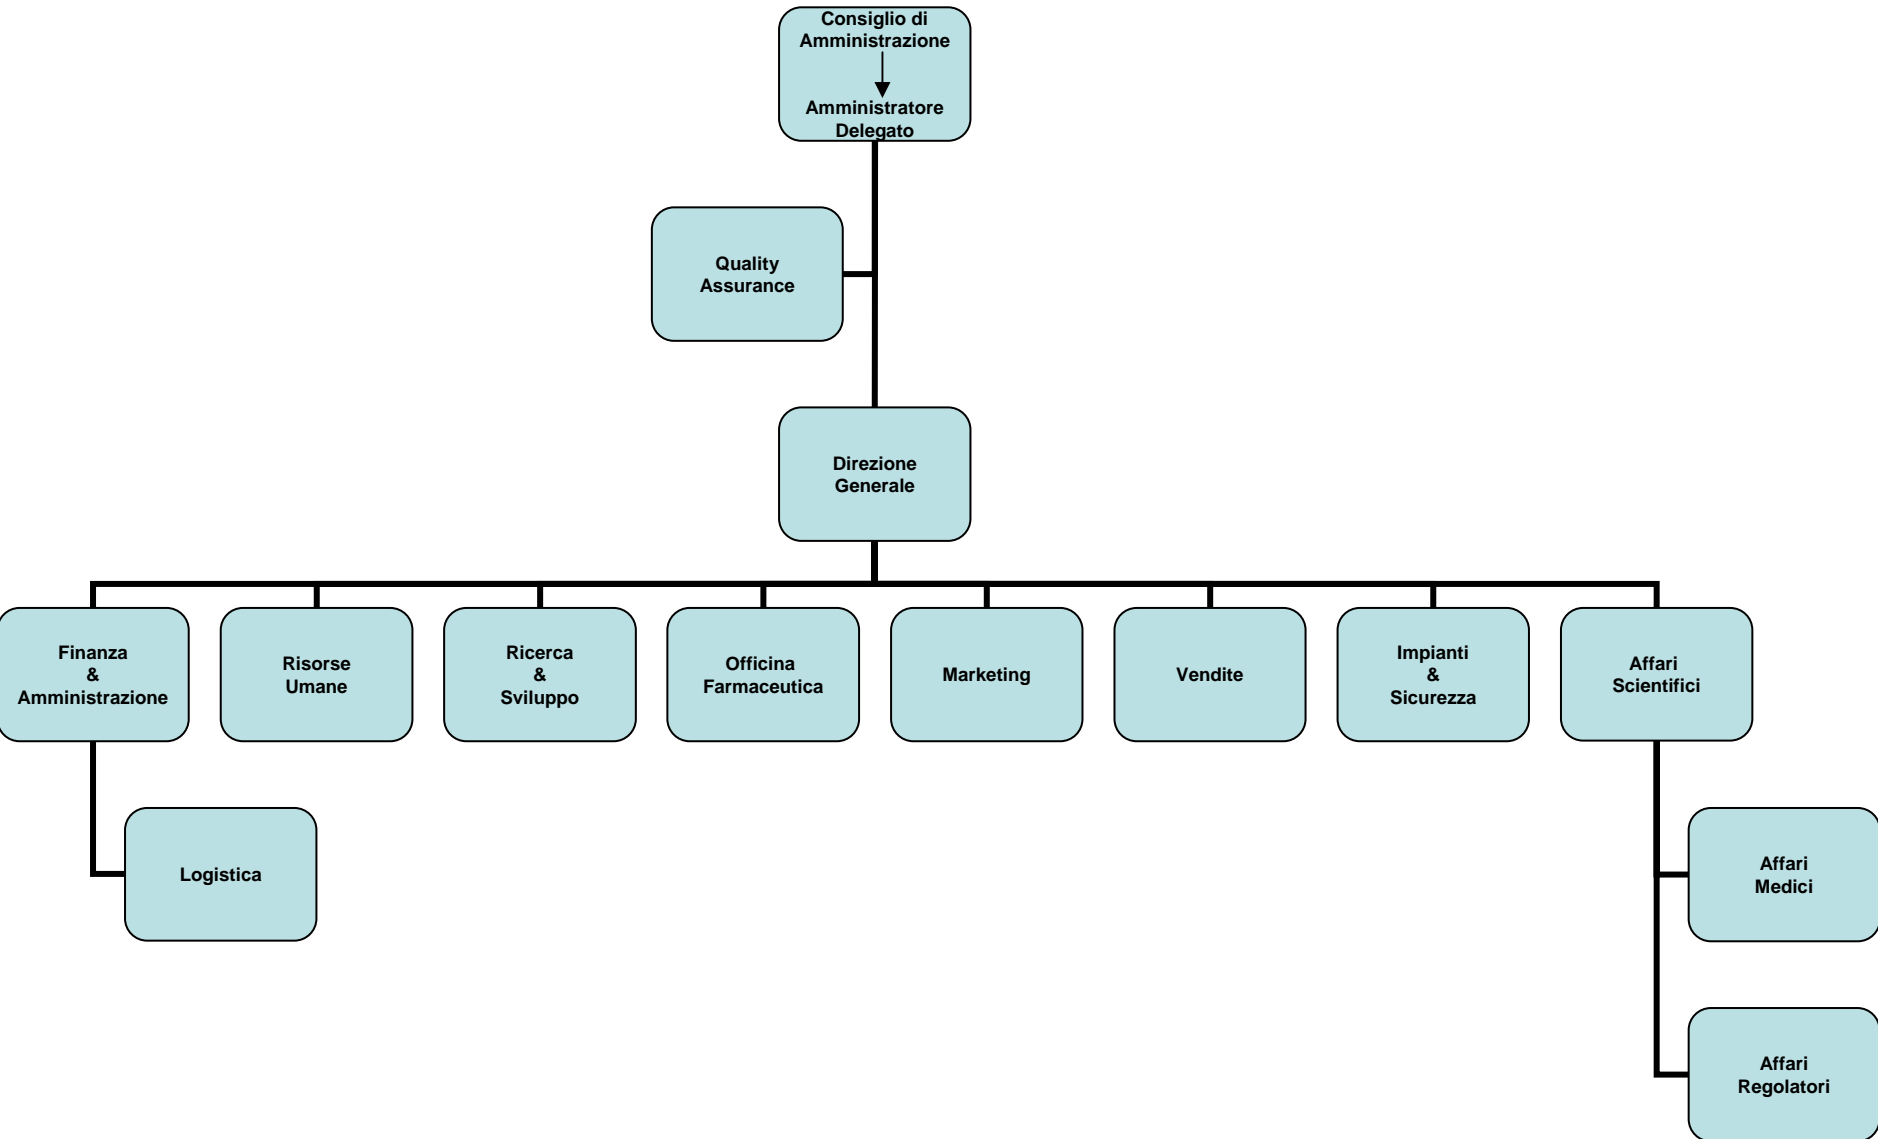 Consiglio di
Amministrazione
Amministratore
Delegato
Quality
Assurance
Direzione
Generale
Finanza
&
Amministrazione
Risorse
Umane
Ricerca
&
Sviluppo
Officina
Farmaceutica
Marketing
Vendite
Impianti
&
Sicurezza
Affari
Scientifici
Logistica
Affari
Medici
Affari
Regolatori